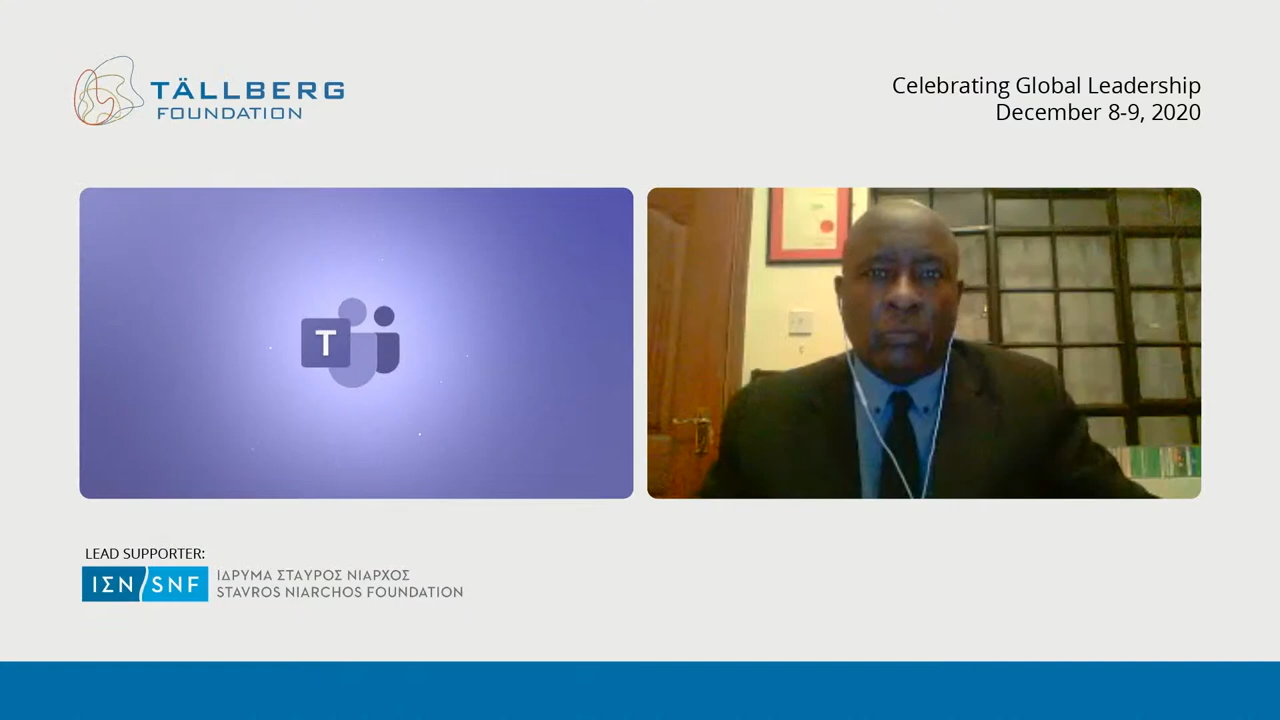 TÄLLBERG
FOUNDATION
Celebrating Global Leadership
December 8-9, 2020
T
LEAD SUPPORTER:
ΙΣΝ/SNF
ΙΔΡΥΜΑ ΣΤΑΥΡΟΣ ΝΙΑΡΧΟΣ
STAVROS NIARCHOS FOUNDATION